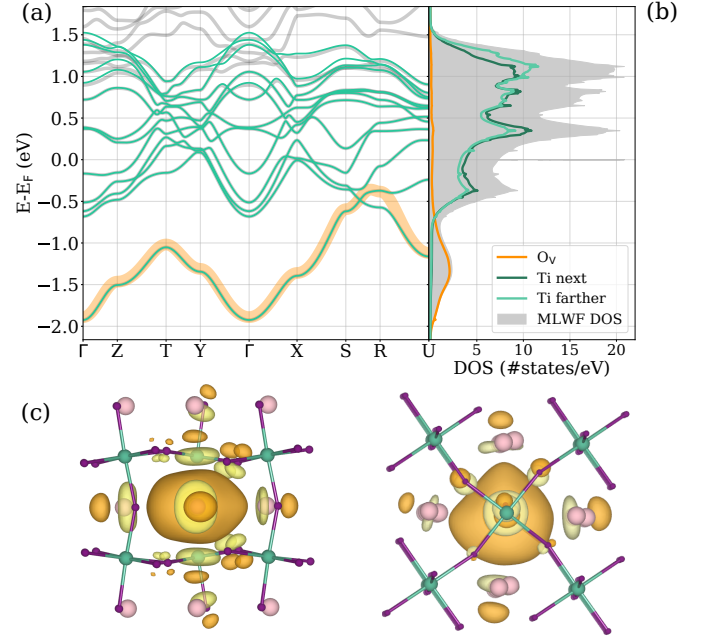 (a)
(b)
1.5
1.0
0.5
0.0
−0.5
−1.0
−1.5
−2.0
E-E_F (eV)
Γ Z T Y Γ X S R U
5 10 15 20
DOS (#states/eV)
O_V
Ti next
Ti farther
MLWF DOS
(c)